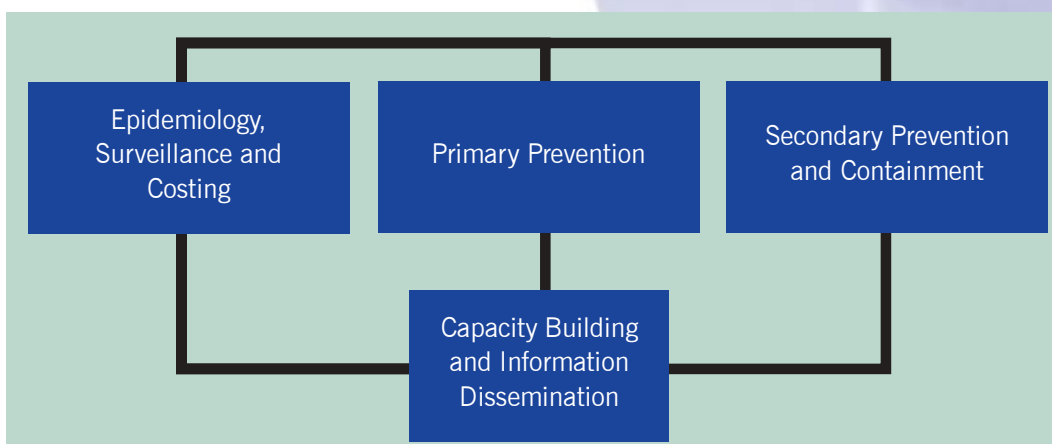 Epidemiology,
Surveillance and
Costing
Primary Prevention
Secondary Prevention
and Containment
Capacity Building
and Information
Dissemination